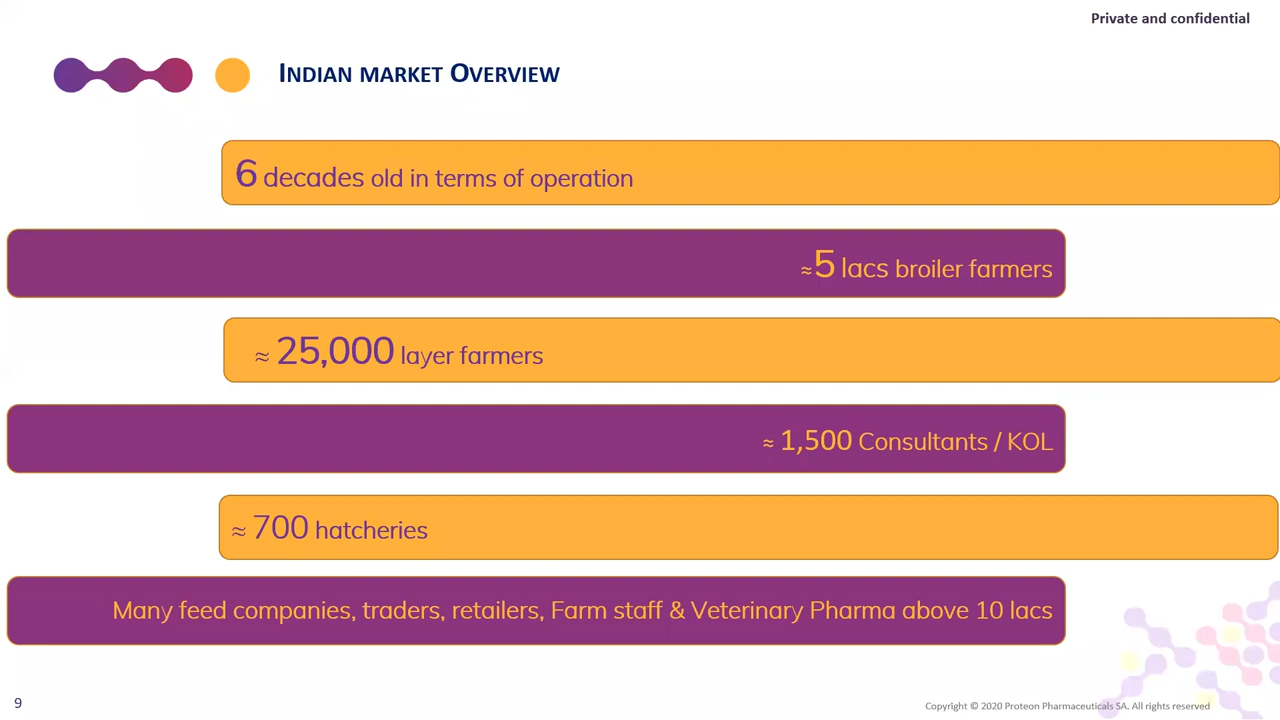 Private and confidential
INDIAN MARKET OVERVIEW
6 decades old in terms of operation
≈5 lacs broiler farmers
≈ 25,000 layer farmers
≈ 1,500 Consultants / KOL
≈ 700 hatcheries
Many feed companies, traders, retailers, Farm staff & Veterinary Pharma above 10 lacs
9
Copyright © 2020 Proteon Pharmaceuticals SA. All rights reserved